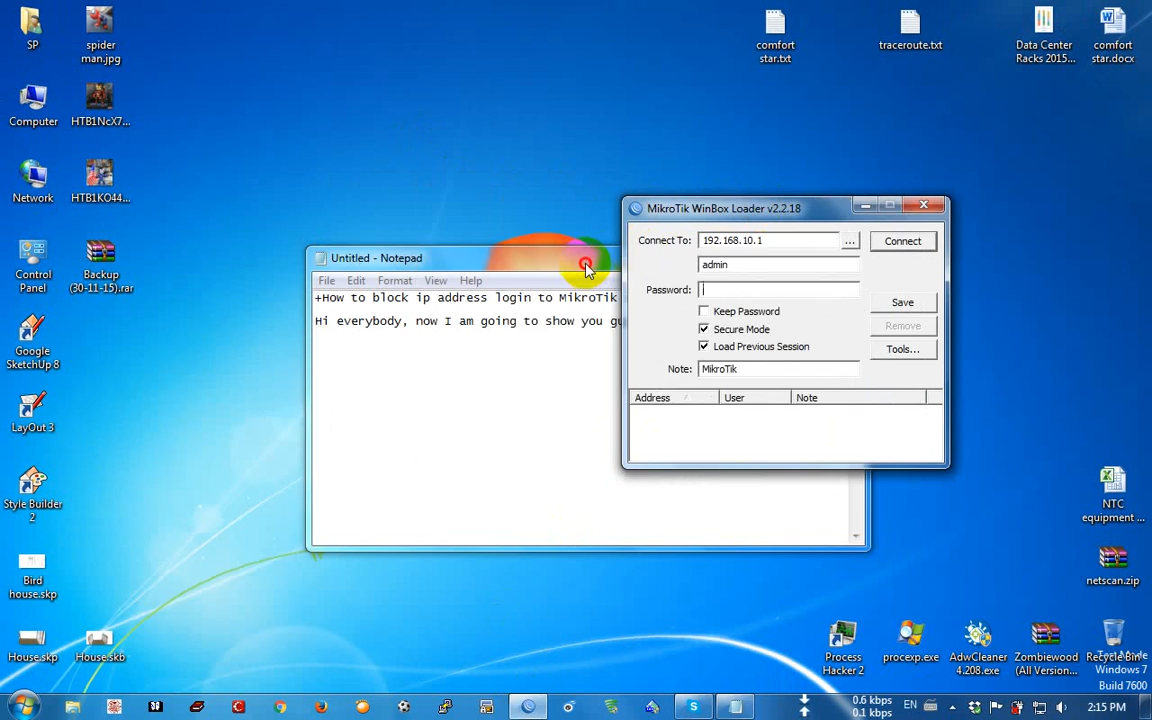 SP
spider man.jpg
comfort star.txt
traceroute.txt
Data Center Racks 2015...
comfort star.docx
Computer
HTB1NcX7...
Network
HTB1KO44...
Control Panel
Backup (30-11-15).rar
Google SketchUp 8
LayOut 3
Style Builder 2
Bird house.skp
House.skp
House.skb
Untitled - Notepad
File Edit Format View Help
+How to block ip address login to MikroTik
Hi everybody, now I am going to show you gu
MikroTik WinBox Loader v2.2.18
Connect To: 192.168.10.1 ... Connect
admin
Password:
Keep Password
Save
Secure Mode
Remove
Load Previous Session
Tools...
Note: MikroTik
Address User Note
NTC equipment ...
netscan.zip
Process Hacker 2
procexp.exe
AdwCleaner 4.208.exe
Zombiewood (All Version...
Recycle Bin
Test Mode
Windows 7
Build 7600
0.6 kbps
0.1 kbps
EN
2:15 PM